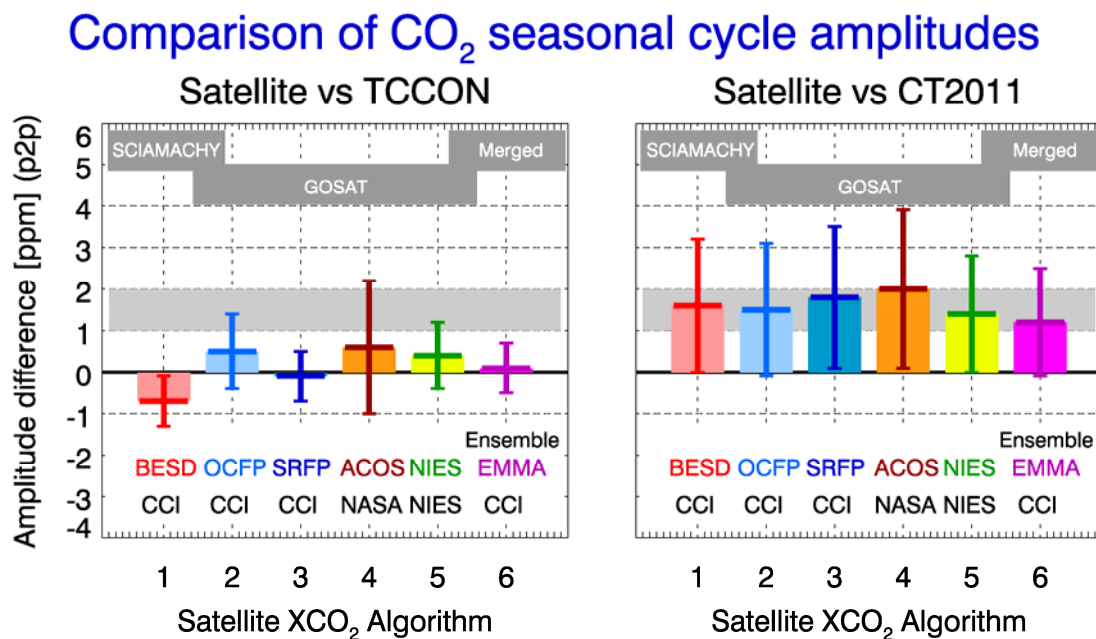 Comparison of CO₂ seasonal cycle amplitudes
Satellite vs TCCON
Amplitude difference [ppm] (p2p)
6
5
4
3
2
1
0
-1
-2
-3
-4
SCIAMACHY
Merged
GOSAT
Ensemble
BESD OCFP SRFP ACOS NIES EMMA
CCI CCI CCI NASA NIES CCI
1 2 3 4 5 6
Satellite XCO₂ Algorithm
Satellite vs CT2011
SCIAMACHY
Merged
GOSAT
Ensemble
BESD OCFP SRFP ACOS NIES EMMA
CCI CCI CCI NASA NIES CCI
1 2 3 4 5 6
Satellite XCO₂ Algorithm